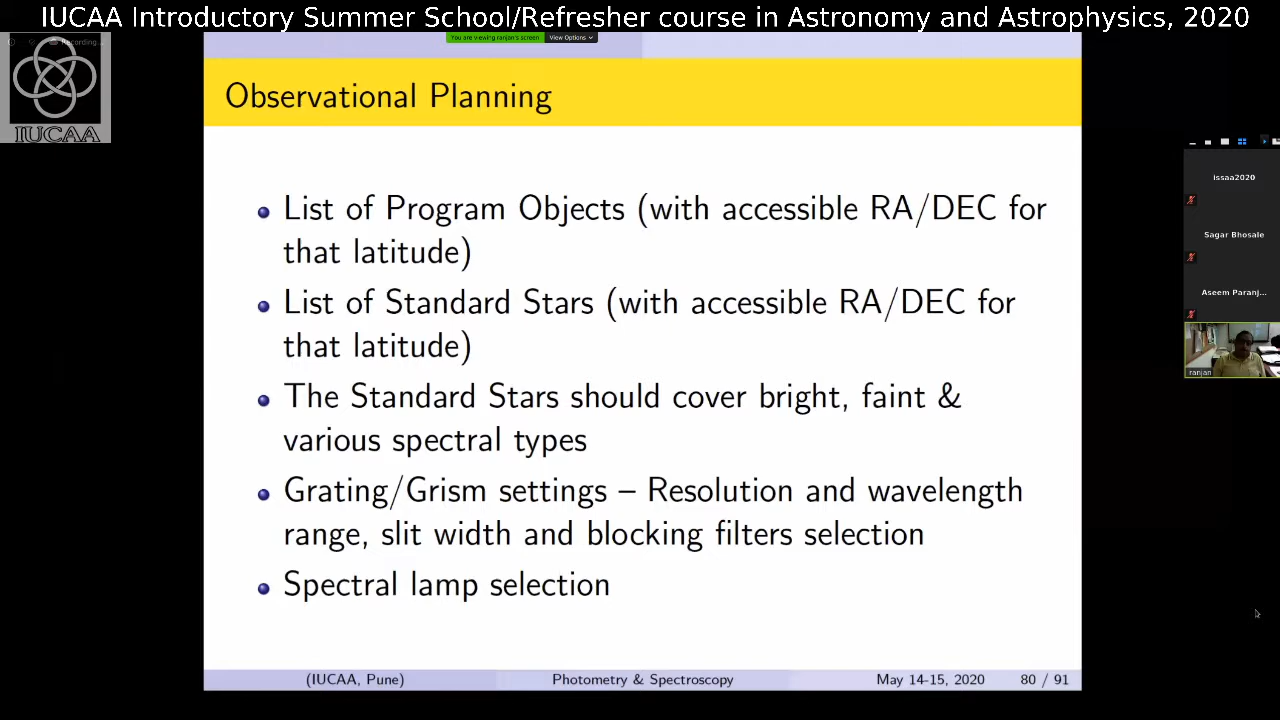 IUCAA Introductory Summer School/Refresher course in Astronomy and Astrophysics, 2020
You are viewing ranjan's screen View Options
Recording...
IUCAA
Observational Planning
issaa2020
List of Program Objects (with accessible RA/DEC for
that latitude)
Sagar Bhosale
List of Standard Stars (with accessible RA/DEC for
that latitude)
Aseem Paranj...
ranjan
The Standard Stars should cover bright, faint &
various spectral types
Grating/Grism settings – Resolution and wavelength
range, slit width and blocking filters selection
Spectral lamp selection
(IUCAA, Pune) Photometry & Spectroscopy May 14-15, 2020 80 / 91